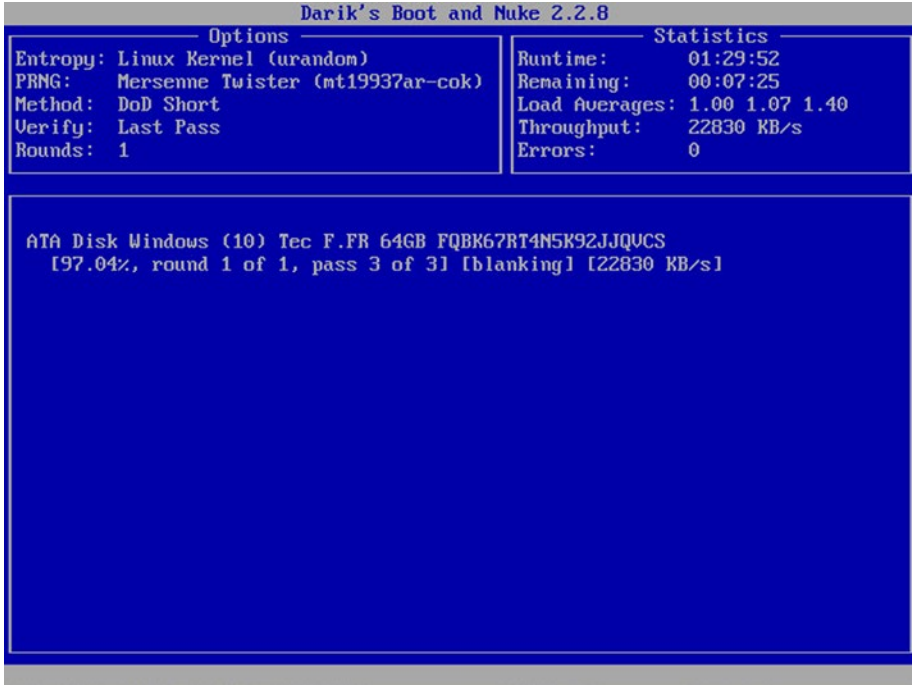 Darik's Boot and Nuke 2.2.8
Options
Entropy: Linux Kernel (urandom)
PRNG: Mersenne Twister (mt19937ar-cok)
Method: DoD Short
Verify: Last Pass
Rounds: 1
Statistics
Runtime: 01:29:52
Remaining: 00:07:25
Load Averages: 1.00 1.07 1.40
Throughput: 22830 KB/s
Errors: 0
ATA Disk Windows (10) Tec F.FR 64GB FQBK67RT4N5K92JJQVCS
[97.04%, round 1 of 1, pass 3 of 3] [blanking] [22830 KB/s]